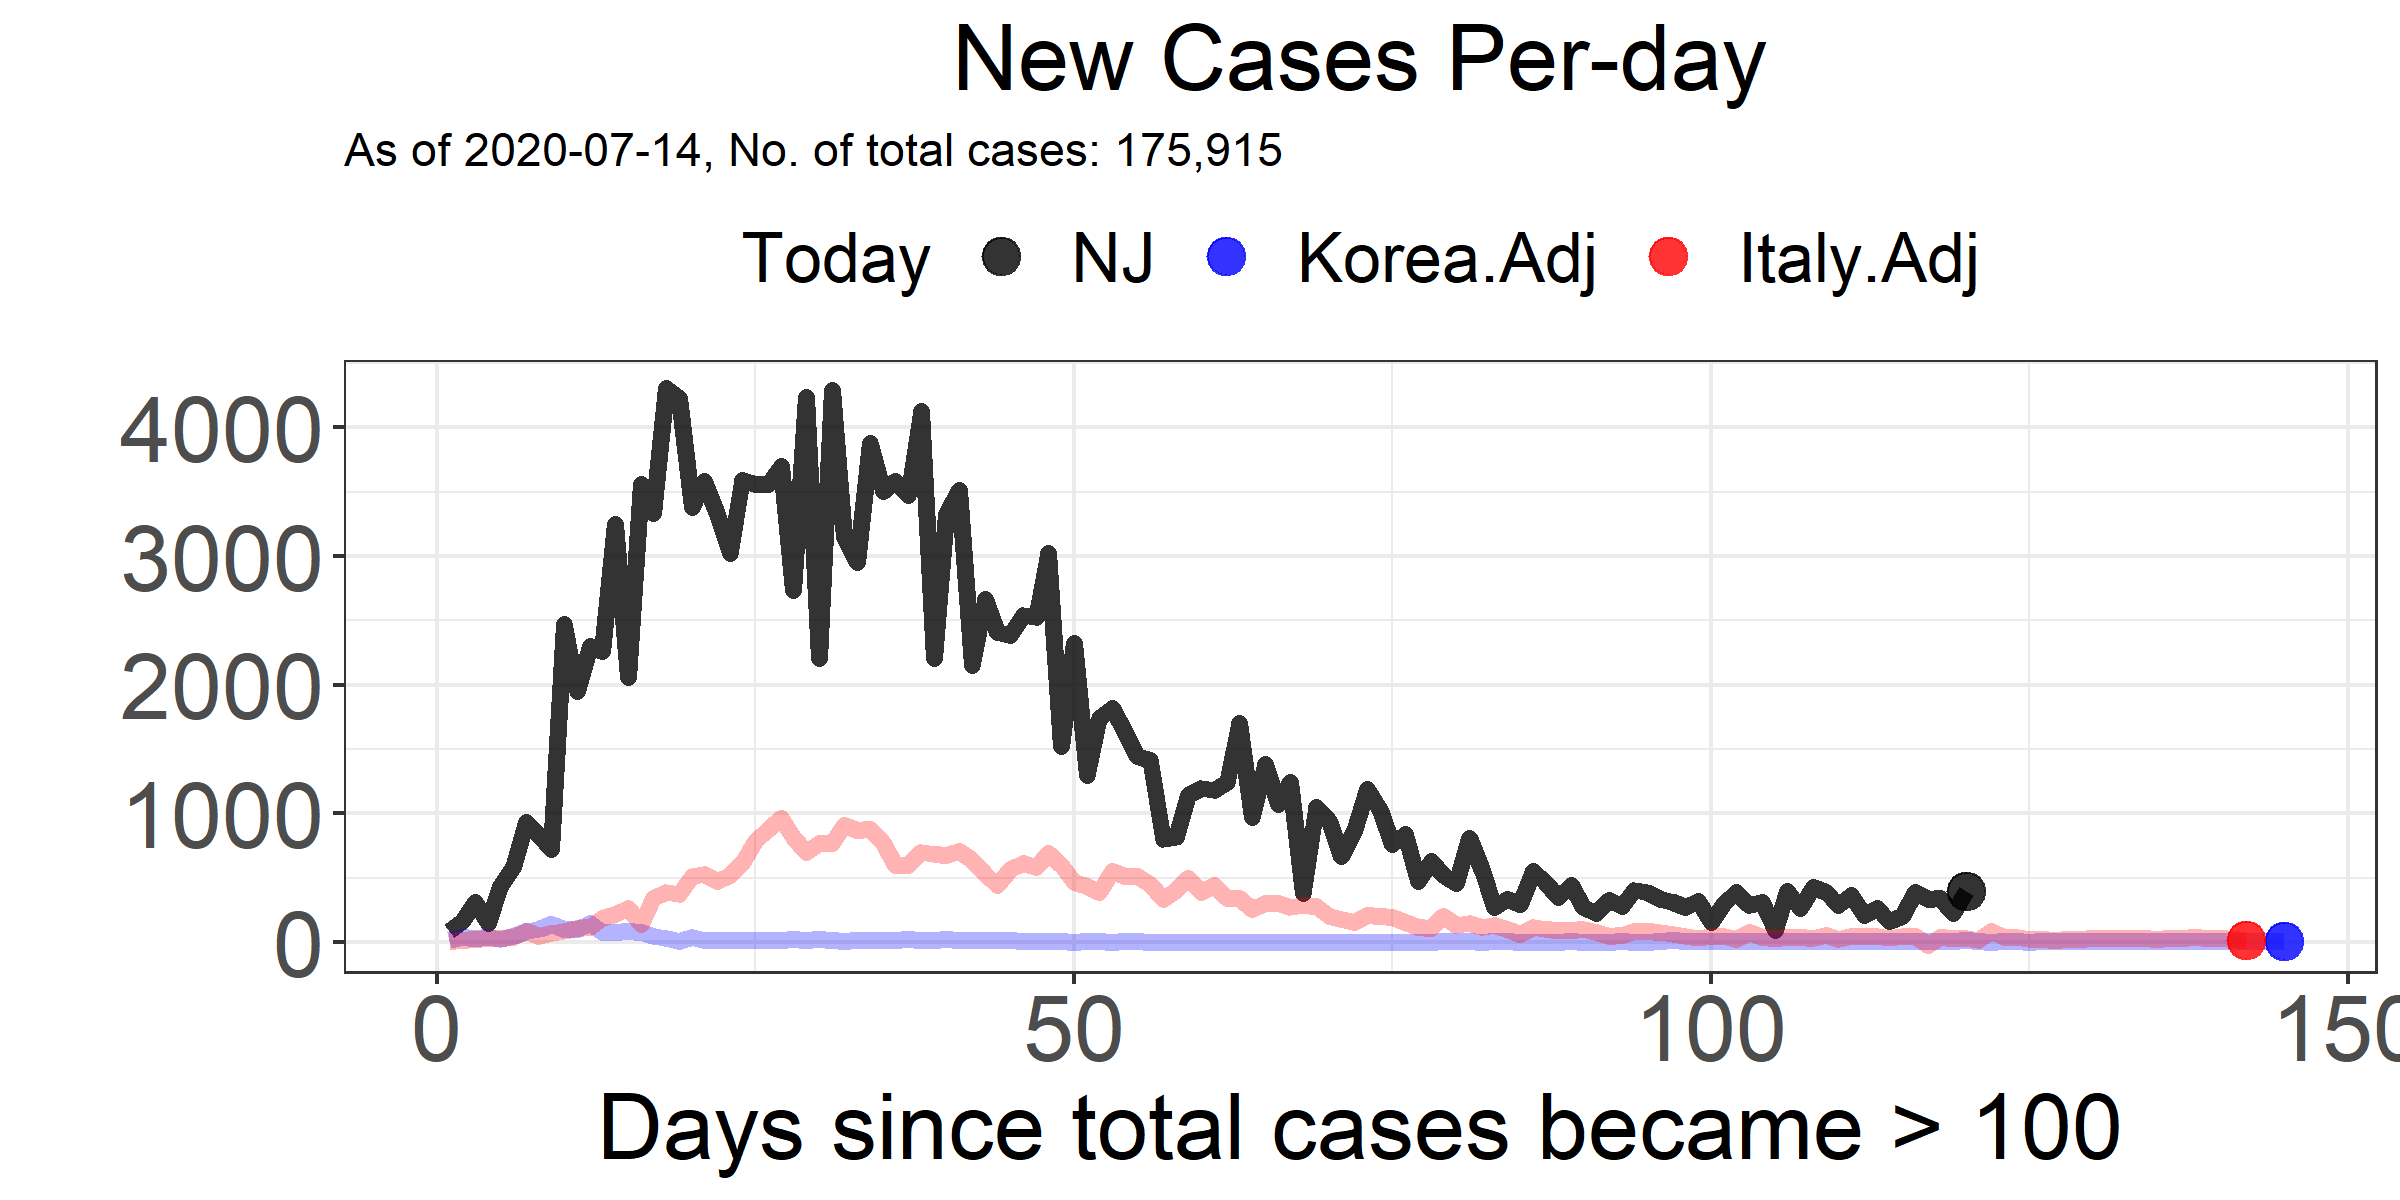 New Cases Per-day
As of 2020-07-14, No. of total cases: 175,915
Today NJ Korea.Adj Italy.Adj
4000
3000
2000
1000
0
0 50 100 150
Days since total cases became > 100